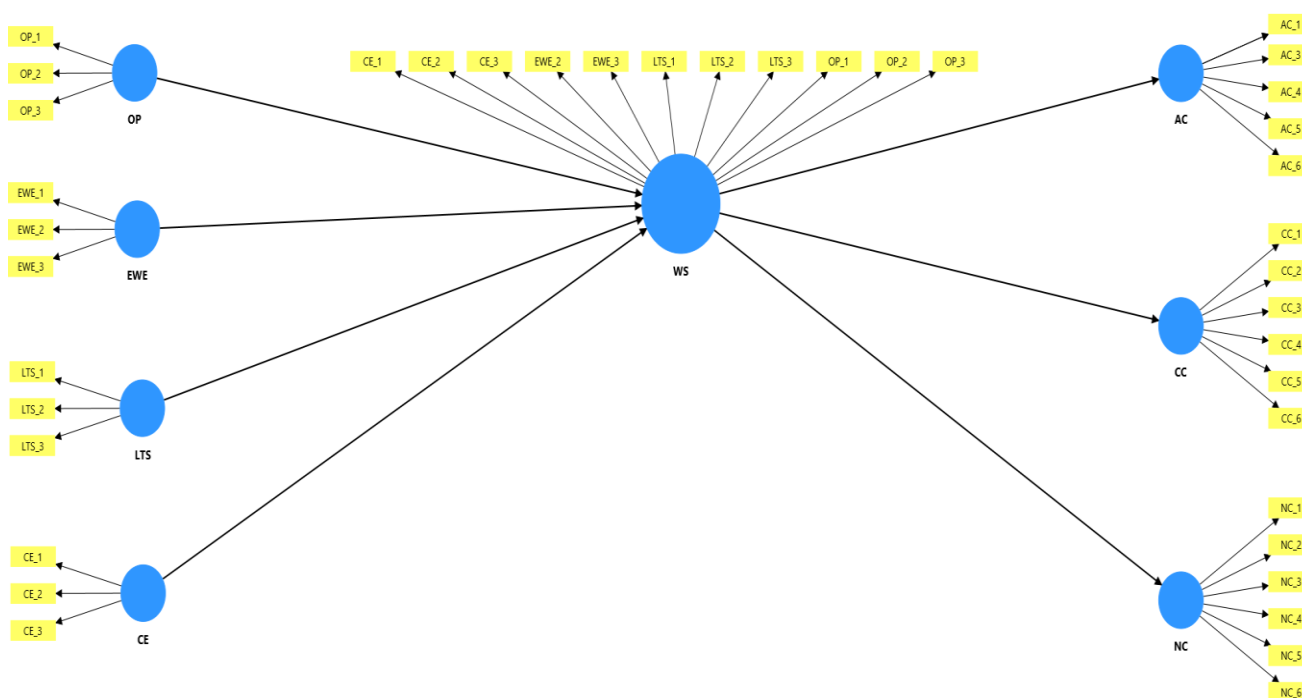 OP_1
OP_2
OP_3
OP
EWE_1
EWE_2
EWE_3
EWE
LTS_1
LTS_2
LTS_3
LTS
CE_1
CE_2
CE_3
CE
CE_1 CE_2 CE_3 EWE_2 EWE_3 LTS_1 LTS_2 LTS_3 OP_1 OP_2 OP_3
WS
AC_1
AC_3
AC_4
AC_5
AC_6
AC
CC_1
CC_2
CC_3
CC_4
CC_5
CC_6
CC
NC_1
NC_2
NC_3
NC_4
NC_5
NC_6
NC